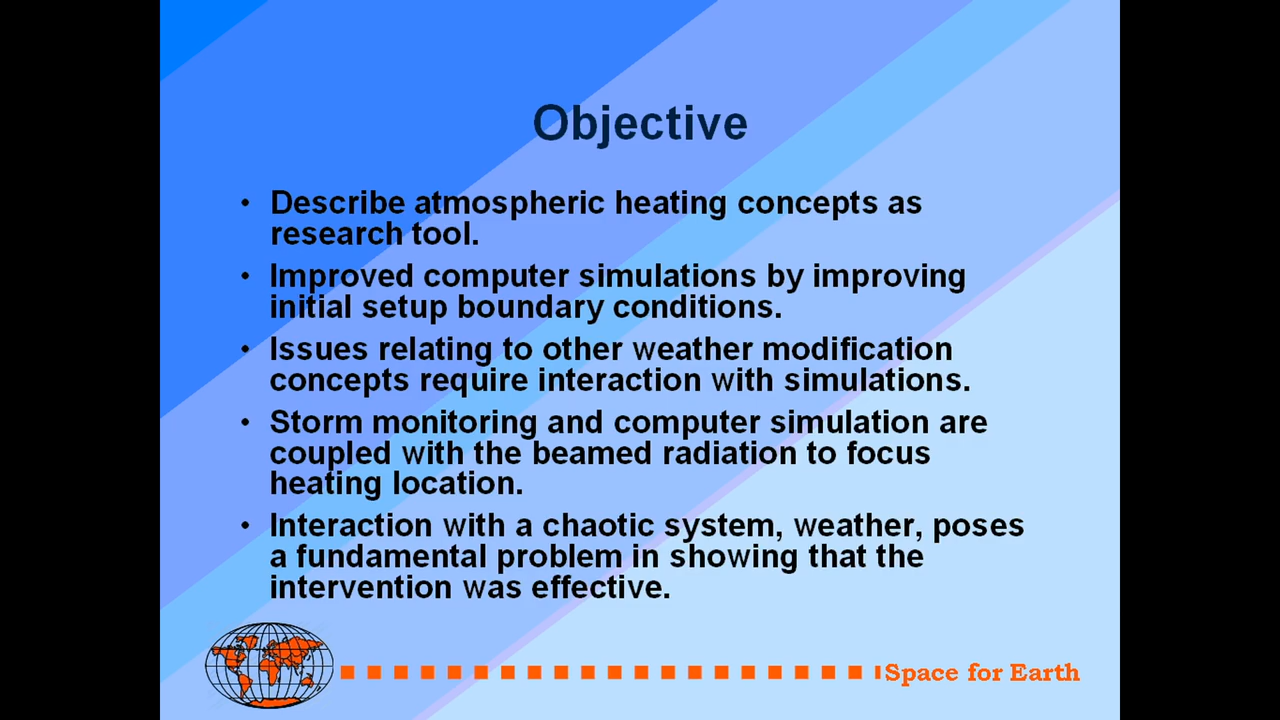 Objective
• Describe atmospheric heating concepts as
research tool.
• Improved computer simulations by improving
initial setup boundary conditions.
• Issues relating to other weather modification
concepts require interaction with simulations.
• Storm monitoring and computer simulation are
coupled with the beamed radiation to focus
heating location.
• Interaction with a chaotic system, weather, poses
a fundamental problem in showing that the
intervention was effective.
Space for Earth